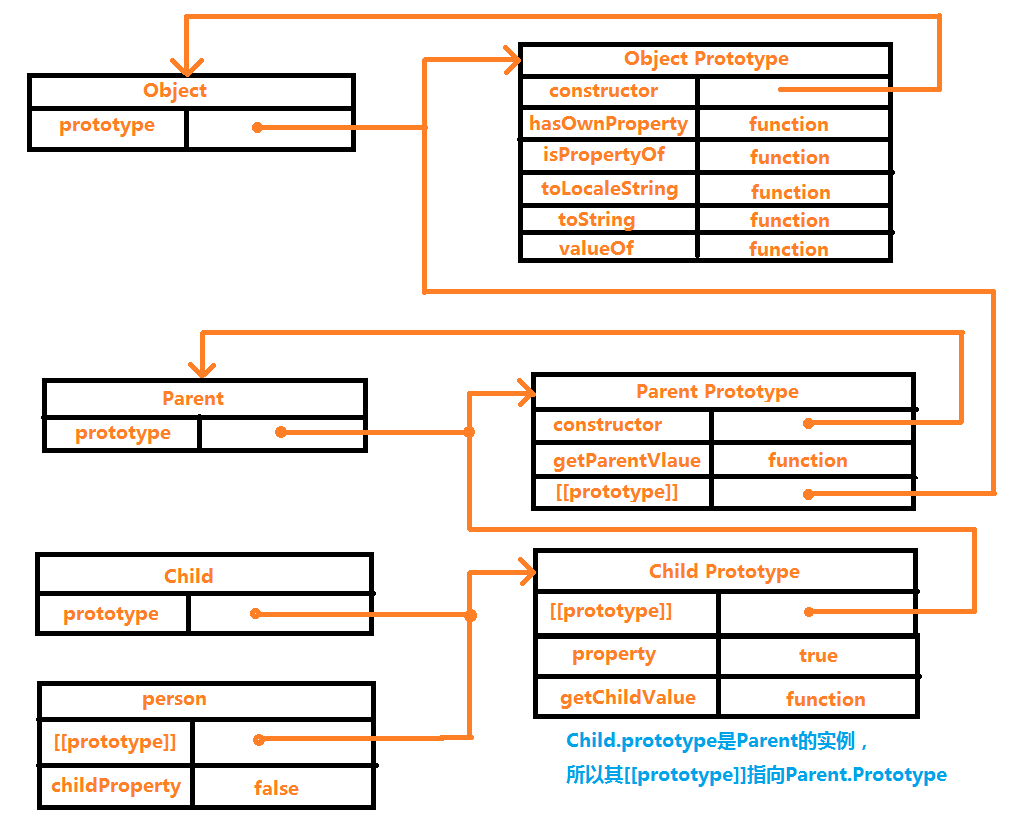 Object
prototype
Object Prototype
constructor
hasOwnProperty function
isPropertyOf function
toLocaleString function
toString function
valueOf function
Parent
prototype
Parent Prototype
constructor
getParentVlaue function
[[prototype]]
Child
prototype
Child Prototype
[[prototype]]
property true
getChildValue function
person
[[prototype]]
childProperty false
Child.prototype是Parent的实例，
所以其[[prototype]]指向Parent.Prototype